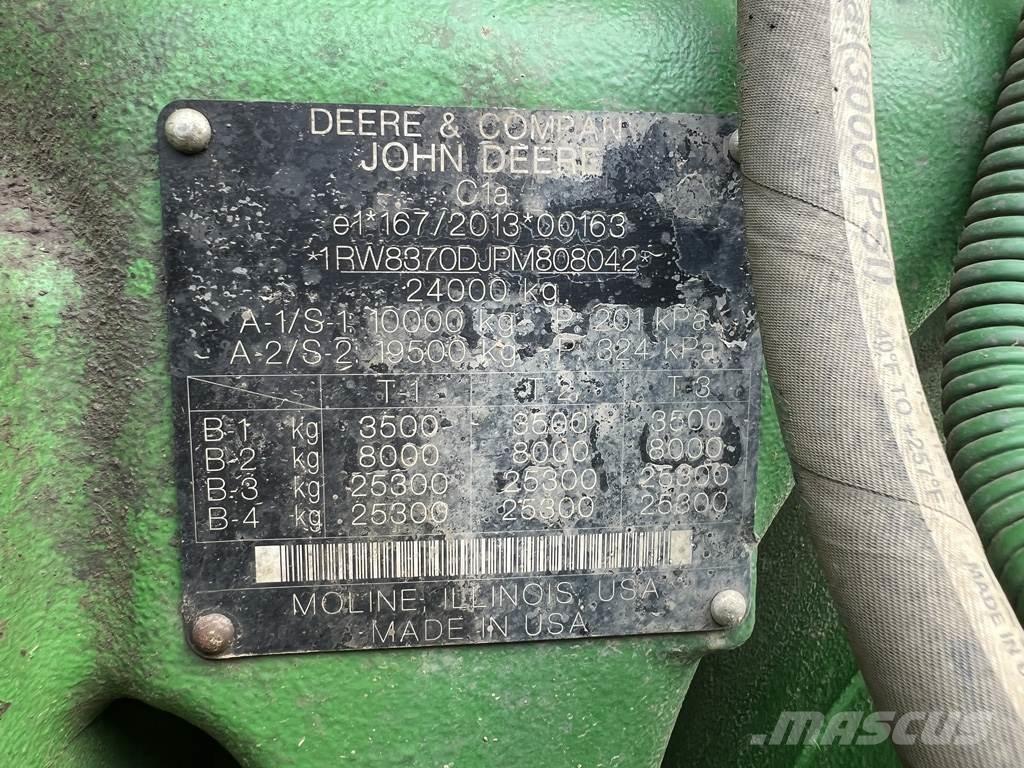 DEERE & COMPANY
JOHN DEERE
C1a
e1*167/2013*00163
*1RW8370DJPM808042*
24000 kg
A-1/S-1 10000 kg P: 201 kPa
A-2/S-2 19500 kg P: 324 kPa
T-1 T-2 T-3
B-1 kg 3500 3500 3500
B-2 kg 8000 8000 8000
B-3 kg 25300 25300 25300
B-4 kg 25300 25300 25300
MOLINE, ILLINOIS, USA
MADE IN USA
(3000 PSI) -40°F TO +257°F MADE IN
MASCUS